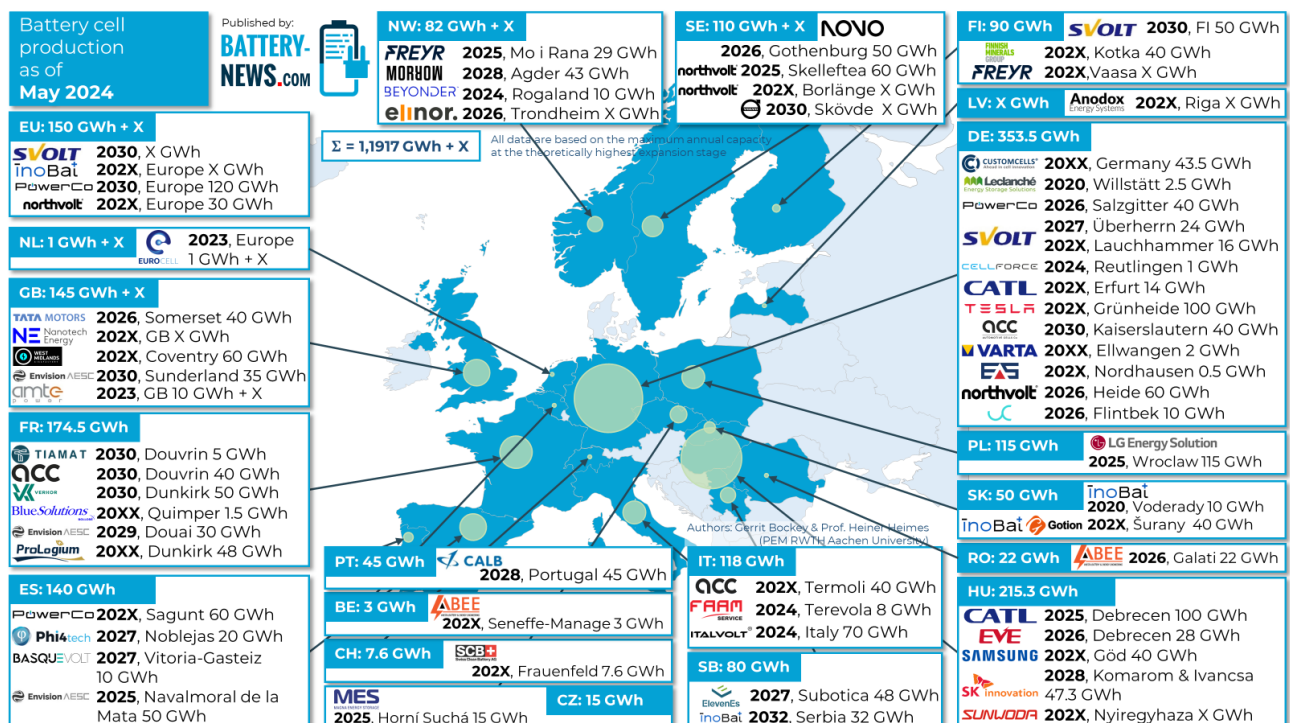 Battery cell
production
as of
May 2024
Published by:
BATTERY-
NEWS.COM
NW: 82 GWh + X
FREYR 2025, Mo i Rana 29 GWh
MORROW 2028, Agder 43 GWh
BEYONDER 2024, Rogaland 10 GWh
elinor. 2026, Trondheim X GWh
SE: 110 GWh + X NOVO
2026, Gothenburg 50 GWh
northvolt 2025, Skelleftea 60 GWh
northvolt 202X, Borlänge X GWh
2030, Skövde X GWh
FI: 90 GWh SVOLT 2030, FI 50 GWh
FINNISH MINERALS GROUP 202X, Kotka 40 GWh
FREYR 202X,Vaasa X GWh
LV: X GWh Anodox Energy Systems 202X, Riga X GWh
Σ = 1,1917 GWh + X
All data are based on the maximum annual capacity
at the theoretically highest expansion stage
EU: 150 GWh + X
SVOLT 2030, X GWh
InoBat 202X, Europe X GWh
PowerCo 2030, Europe 120 GWh
northvolt 202X, Europe 30 GWh
NL: 1 GWh + X
EUROCELL 2023, Europe
1 GWh + X
GB: 145 GWh + X
TATA MOTORS 2026, Somerset 40 GWh
NE Nanotech Energy 202X, GB X GWh
WEST MIDLANDS 202X, Coventry 60 GWh
Envision AESC 2030, Sunderland 35 GWh
amte power 2023, GB 10 GWh + X
FR: 174.5 GWh
TIAMAT 2030, Douvrin 5 GWh
acc 2030, Douvrin 40 GWh
VERKOR 2030, Dunkirk 50 GWh
BlueSolutions 20XX, Quimper 1.5 GWh
Envision AESC 2029, Douai 30 GWh
ProLogium 20XX, Dunkirk 48 GWh
ES: 140 GWh
PowerCo 202X, Sagunt 60 GWh
Phi4tech 2027, Noblejas 20 GWh
BASQUEVOLT 2027, Vitoria-Gasteiz
10 GWh
Envision AESC 2025, Navalmoral de la
Mata 50 GWh
DE: 353.5 GWh
CUSTOMCELLS 20XX, Germany 43.5 GWh
Leclanché Energy Storage Solutions 2020, Willstätt 2.5 GWh
PowerCo 2026, Salzgitter 40 GWh
SVOLT 2027, Überherrn 24 GWh
202X, Lauchhammer 16 GWh
CELLFORCE 2024, Reutlingen 1 GWh
CATL 202X, Erfurt 14 GWh
TESLA 202X, Grünheide 100 GWh
acc 2030, Kaiserslautern 40 GWh
VARTA 20XX, Ellwangen 2 GWh
EAS 202X, Nordhausen 0.5 GWh
northvolt 2026, Heide 60 GWh
UC 2026, Flintbek 10 GWh
PL: 115 GWh LG Energy Solution
2025, Wroclaw 115 GWh
SK: 50 GWh InoBat
2020, Voderady 10 GWh
InoBat Gotion 202X, Šurany 40 GWh
RO: 22 GWh ABEE 2026, Galati 22 GWh
HU: 215.3 GWh
CATL 2025, Debrecen 100 GWh
EVE 2026, Debrecen 28 GWh
SAMSUNG 202X, Göd 40 GWh
SK innovation 2028, Komarom & Ivancsa
47.3 GWh
SUNWODA 202X, Nyiregyhaza X GWh
Authors: Gerrit Bockey & Prof. Heiner Heimes
(PEM RWTH Aachen University)
PT: 45 GWh CALB
2028, Portugal 45 GWh
BE: 3 GWh ABEE
202X, Seneffe-Manage 3 GWh
CH: 7.6 GWh SCB
202X, Frauenfeld 7.6 GWh
MES CZ: 15 GWh
2025, Horní Suchá 15 GWh
IT: 118 GWh
acc 202X, Termoli 40 GWh
FAAM SERVICE 2024, Terevola 8 GWh
ITALVOLT 2024, Italy 70 GWh
SB: 80 GWh
ElevenEs 2027, Subotica 48 GWh
InoBat 2032, Serbia 32 GWh